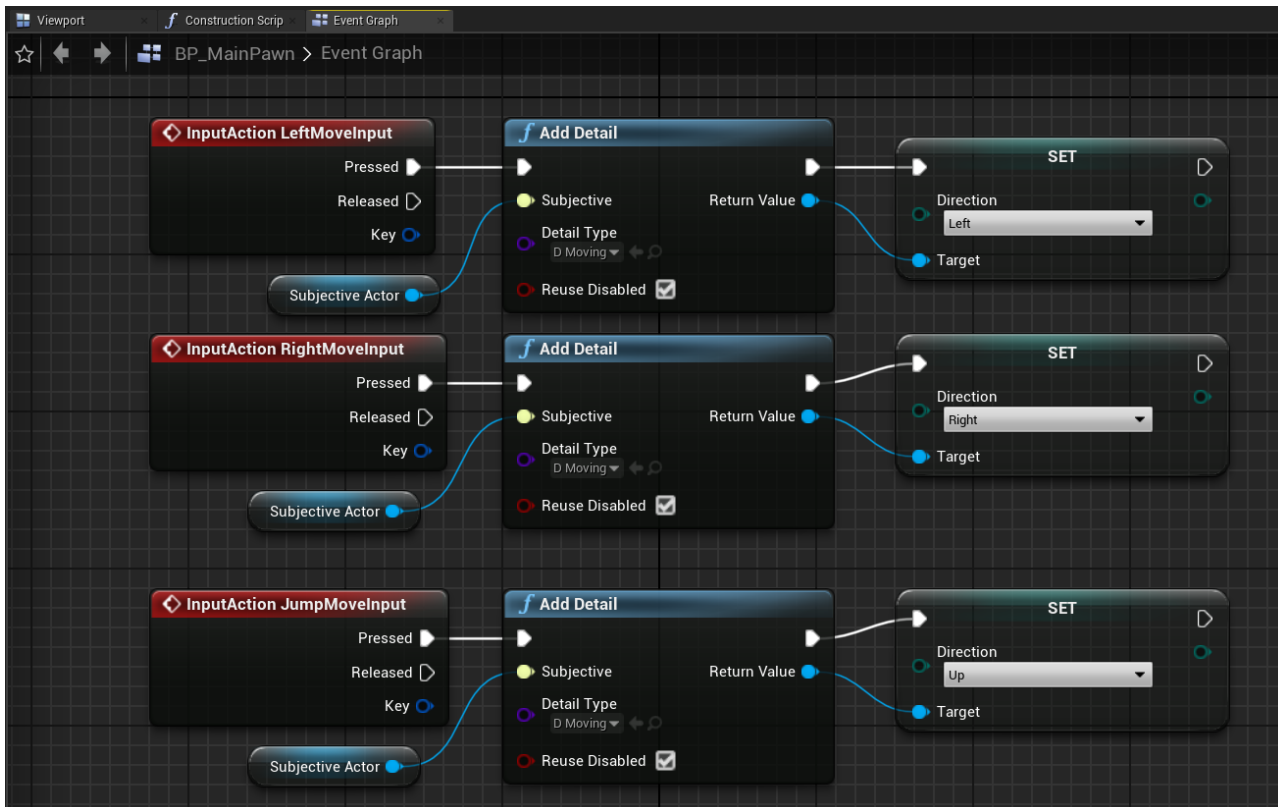 Viewport
Construction Scrip
Event Graph
BP_MainPawn > Event Graph
InputAction LeftMoveInput
Pressed
Released
Key
Subjective Actor
Add Detail
Subjective
Return Value
Detail Type
D Moving
Reuse Disabled
SET
Direction
Left
Target
InputAction RightMoveInput
Pressed
Released
Key
Subjective Actor
Add Detail
Subjective
Return Value
Detail Type
D Moving
Reuse Disabled
SET
Direction
Right
Target
InputAction JumpMoveInput
Pressed
Released
Key
Subjective Actor
Add Detail
Subjective
Return Value
Detail Type
D Moving
Reuse Disabled
SET
Direction
Up
Target